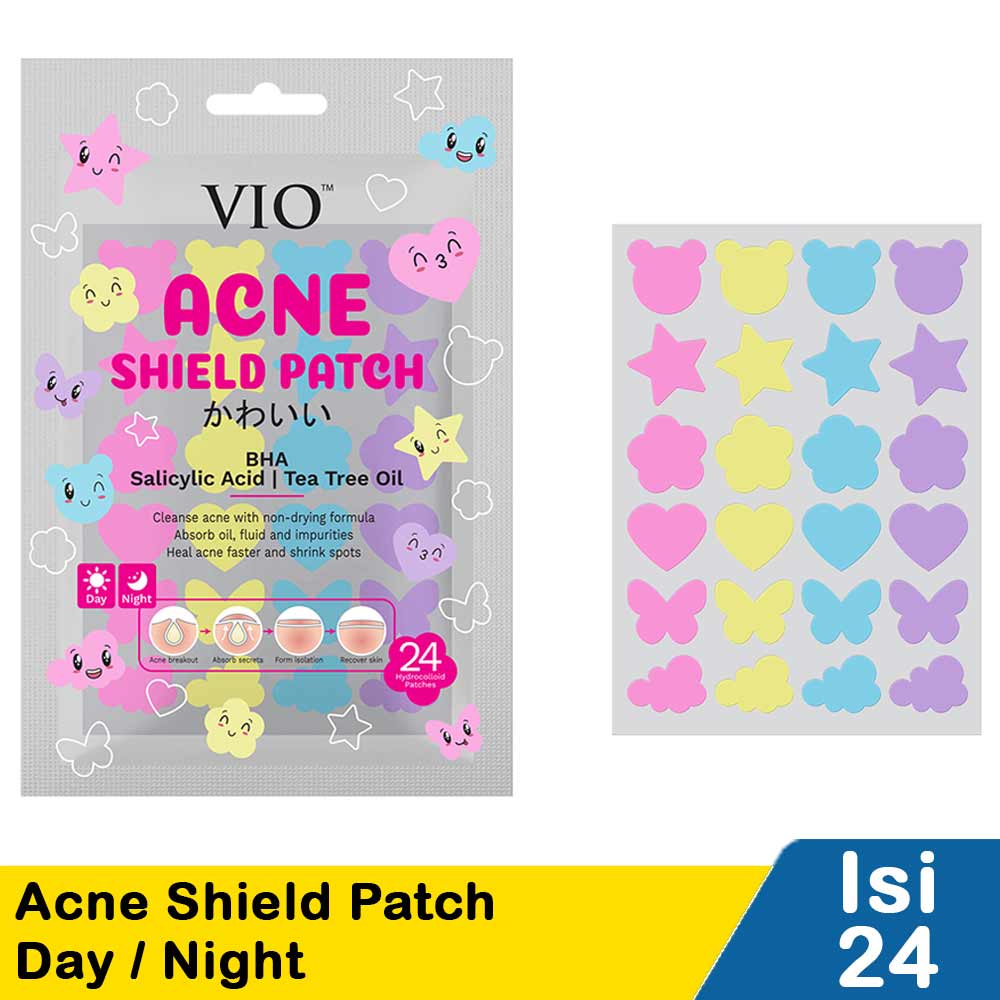 VIO™
ACNE
SHIELD PATCH
かわいい
BHA
Salicylic Acid | Tea Tree Oil
Cleanse acne with non-drying formula
Absorb oil, fluid and impurities
Heal acne faster and shrink spots
Day
Night
Acne breakout
Absorb secreta
Form isolation
Recover skin
24
Hydrocolloid
Patches
Acne Shield Patch
Day / Night
Isi
24